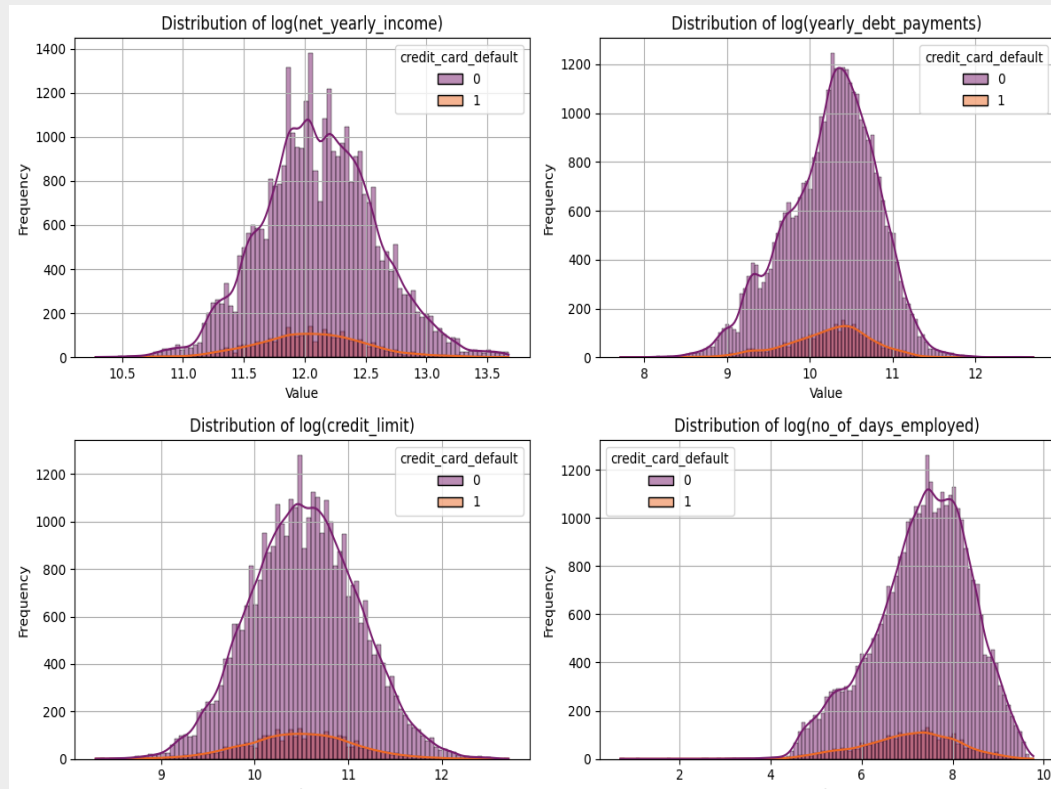 Distribution of log(net_yearly_income)
1400
1200
1000
800
600
400
200
0
Frequency
credit_card_default
0
1
10.5 11.0 11.5 12.0 12.5 13.0 13.5
Value
Distribution of log(yearly_debt_payments)
1200
1000
800
600
400
200
0
Frequency
credit_card_default
0
1
8 9 10 11 12
Value
Distribution of log(credit_limit)
1200
1000
800
600
400
200
0
Frequency
credit_card_default
0
1
9 10 11 12
Distribution of log(no_of_days_employed)
1200
1000
800
600
400
200
0
Frequency
credit_card_default
0
1
2 4 6 8 10